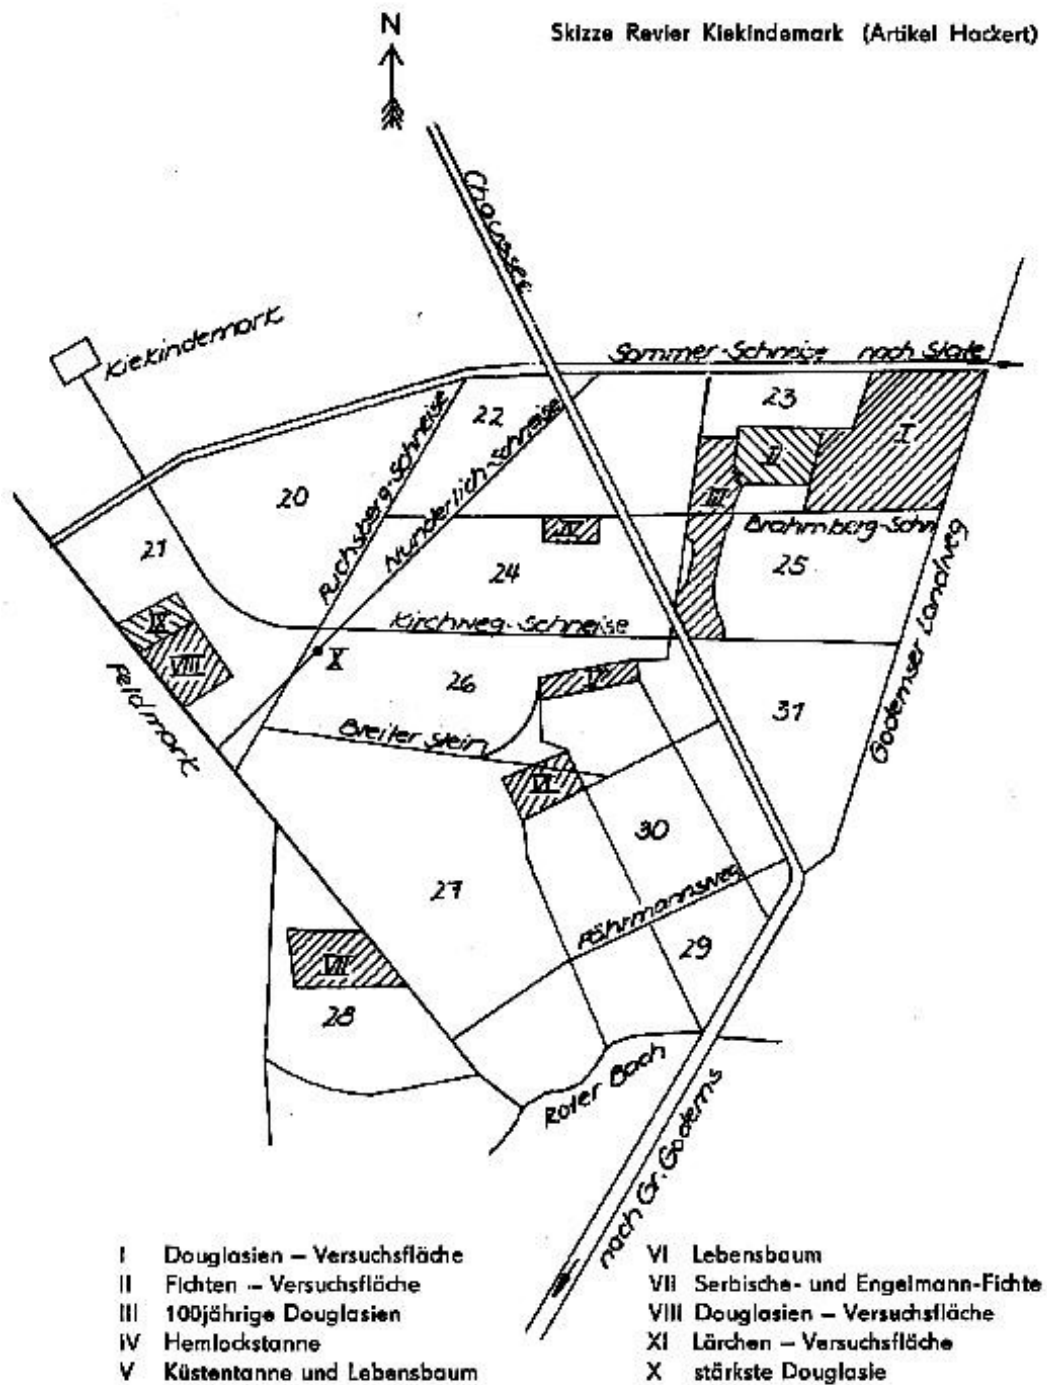 N
Skizze Revier Kiekindemark (Artikel Hackert)
Chaussee
Kiekindemark
Sommer-Schneise nach Slate
23
22
I
Fuchsberg-Schneise
Wunderlich-Schneise
II
20
III
Brahmberg-Schn
21
IV
24
25
Godemser Landweg
Kirchweg-Schneise
IX
VIII
X
26
V
31
Feldmark
Breiter Stein
VI
30
27
Röhrmannsweg
29
VII
28
Roter Bach
nach Gr. Godems
I Douglasien – Versuchsfläche
II Fichten – Versuchsfläche
III 100jährige Douglasien
IV Hemlockstanne
V Küstentanne und Lebensbaum
VI Lebensbaum
VII Serbische- und Engelmann-Fichte
VIII Douglasien – Versuchsfläche
XI Lärchen – Versuchsfläche
X stärkste Douglasie